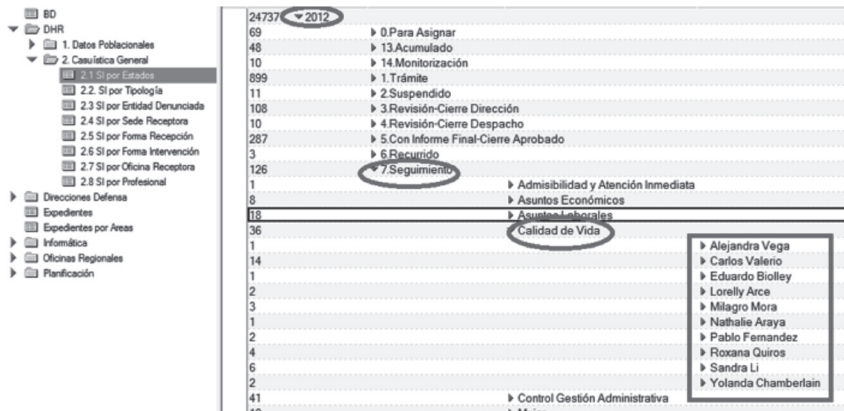 BD
DHR
1. Datos Poblacionales
2. Casuística General
2.1 SI por Estados
2.2. SI por Tipología
2.3 SI por Entidad Denunciada
2.4 SI por Sede Receptora
2.5 SI por Forma Recepción
2.6 SI por Forma Intervención
2.7 SI por Oficina Receptora
2.8 SI por Profesional
Direcciones Defensa
Expedientes
Expedientes por Areas
Informática
Oficinas Regionales
Planificación
24737 2012
69 0.Para Asignar
48 13.Acumulado
10 14.Monitorización
899 1.Trámite
11 2.Suspendido
108 3.Revisión-Cierre Dirección
10 4.Revisión-Cierre Despacho
287 5.Con Informe Final-Cierre Aprobado
3 6.Recurrido
126 7.Seguimiento
1 Admisibilidad y Atención Inmediata
8 Asuntos Económicos
18 Asuntos Laborales
36 Calidad de Vida
1 Alejandra Vega
14 Carlos Valerio
1 Eduardo Biolley
2 Lorelly Arce
3 Milagro Mora
1 Nathalie Araya
2 Pablo Fernandez
4 Roxana Quiros
6 Sandra Li
2 Yolanda Chamberlain
41 Control Gestión Administrativa